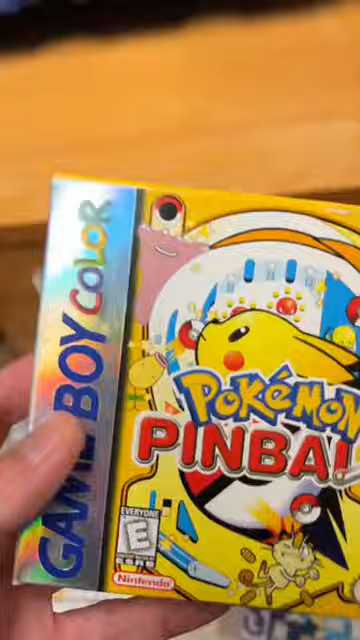 GAME BOY COLOR
POKéMON
PINBAL
EVERYONE
E
Nintendo